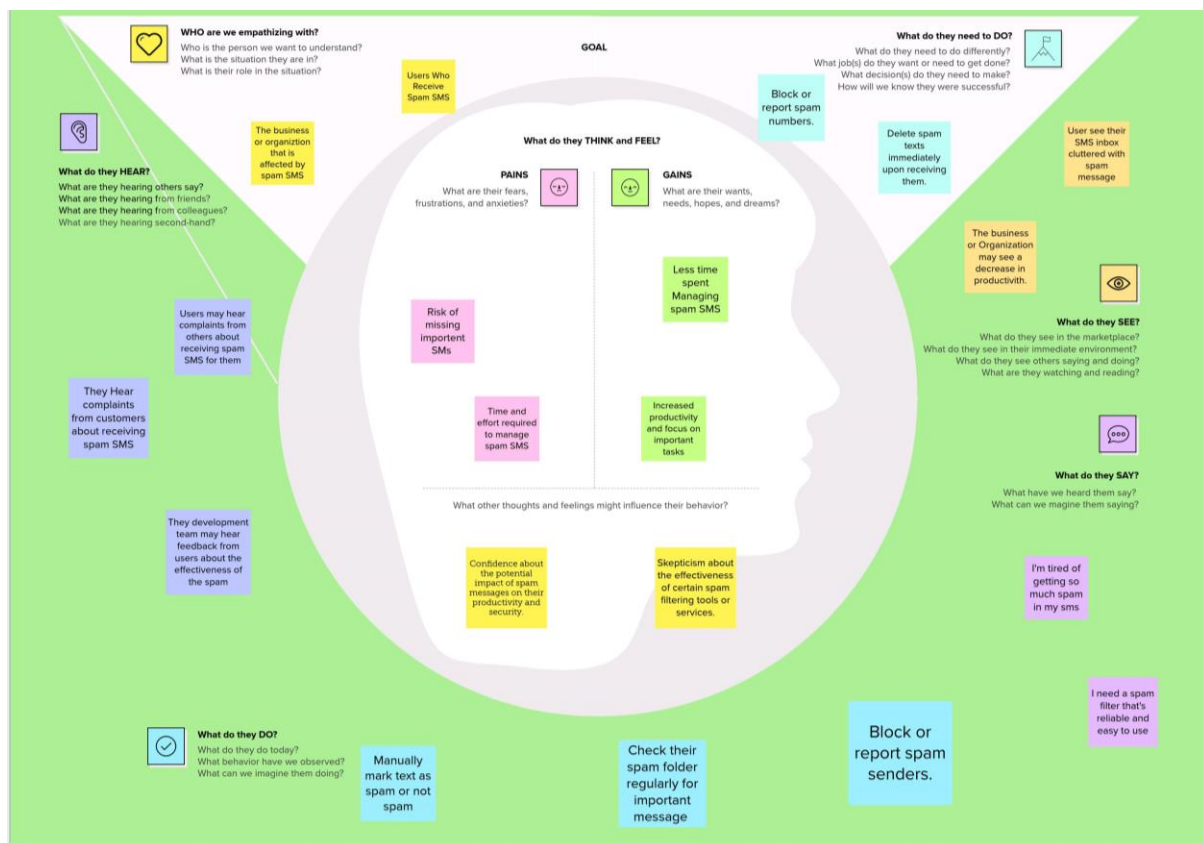 WHO are we empathizing with?
Who is the person we want to understand?
What is the situation they are in?
What is their role in the situation?
Users Who
Receive
Spam SMS
The business
or organiztion
that is
affected by
spam SMS
GOAL
What do they need to DO?
What do they need to do differently?
What job(s) do they want or need to get done?
What decision(s) do they need to make?
How will we know they were successful?
Block or
report spam
numbers.
Delete spam
texts
immediately
upon receiving
them.
User see their
SMS inbox
cluttered with
spam
message
The business
or Organization
may see a
decrease in
productivith.
What do they SEE?
What do they see in the marketplace?
What do they see in their immediate environment?
What do they see others saying and doing?
What are they watching and reading?
What do they SAY?
What have we heard them say?
What can we magine them saying?
I'm tired of
getting so
much spam
in my sms
I need a spam
filter that's
reliable and
easy to use
What do they DO?
What do they do today?
What behavior have we observed?
What can we imagine them doing?
Manually
mark text as
spam or not
spam
Check their
spam folder
regularly for
important
message
Block or
report spam
senders.
What do they HEAR?
What are they hearing others say?
What are they hearing from friends?
What are they hearing from colleagues?
What are they hearing second-hand?
Users may hear
complaints from
others about
receiving spam
SMS for them
They Hear
complaints
from customers
about receiving
spam SMS
They development
team may hear
feedback from
users about the
effectiveness of
the spam
What do they THINK and FEEL?
PAINS
What are their fears,
frustrations, and anxieties?
Risk of
missing
importent
SMs
Time and
effort required
to manage
spam SMS
GAINS
What are their wants,
needs, hopes, and dreams?
Less time
spent
Managing
spam SMS
Increased
productivity
and focus on
important
tasks
What other thoughts and feelings might influence their behavior?
Confidence about
the potential
impact of spam
messages on their
productivity and
security.
Skepticism about
the effectiveness
of certain spam
filtering tools or
services.